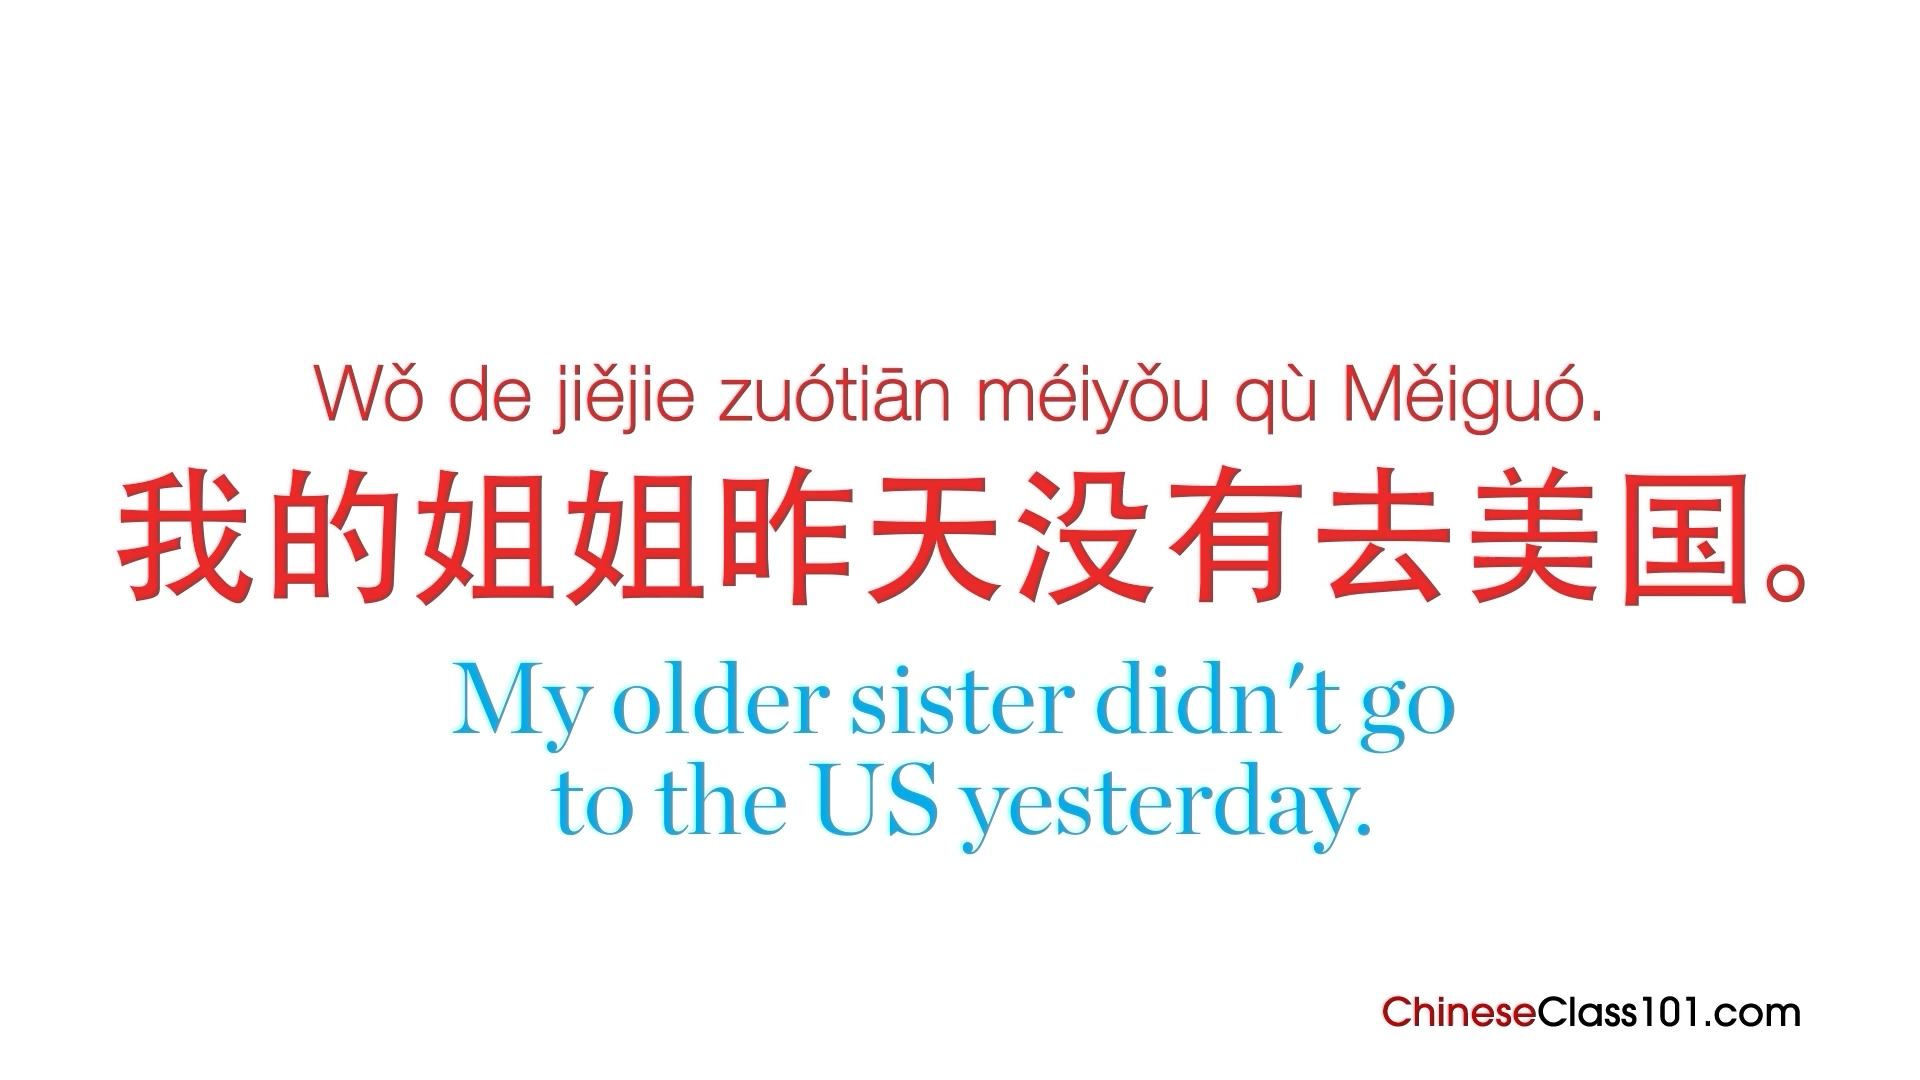 Wǒ de jiějie zuótiān méiyǒu qù Měiguó.
我的姐姐昨天没有去美国。
My older sister didn't go
to the US yesterday.
ChineseClass101.com